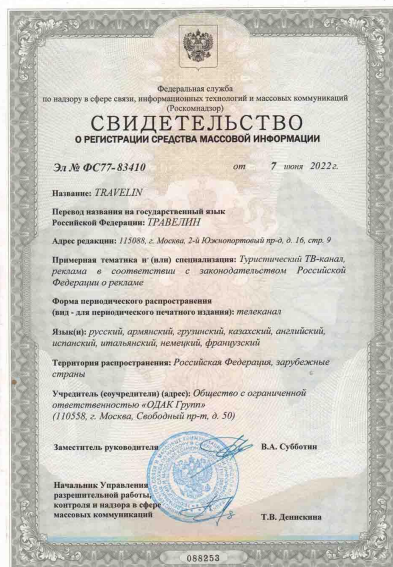 Федеральная служба
по надзору в сфере связи, информационных технологий и массовых коммуникаций
(Роскомнадзор)
СВИДЕТЕЛЬСТВО
О РЕГИСТРАЦИИ СРЕДСТВА МАССОВОЙ ИНФОРМАЦИИ
Эл № ФС77-83410 от 7 июня 2022г.
Название: TRAVELIN
Перевод названия на государственный язык
Российской Федерации: ТРАВЕЛИН
Адрес редакции: 115088, г. Москва, 2-й Южнопортовый пр-д, д. 16, стр. 9
Примерная тематика и (или) специализация: Туристический ТВ-канал,
реклама в соответствии с законодательством Российской
Федерации о рекламе
Форма периодического распространения
(вид - для периодического печатного издания): телеканал
Язык(и): русский, армянский, грузинский, казахский, английский,
испанский, итальянский, немецкий, французский
Территория распространения: Российская Федерация, зарубежные
страны
Учредитель (соучредители) (адрес): Общество с ограниченной
ответственностью «ОДАК Групп»
(110558, г. Москва, Свободный пр-т, д. 50)
Заместитель руководителя В.А. Субботин
Начальник Управления
разрешительной работы,
контроля и надзора в сфере
массовых коммуникаций Т.В. Денискина
088253